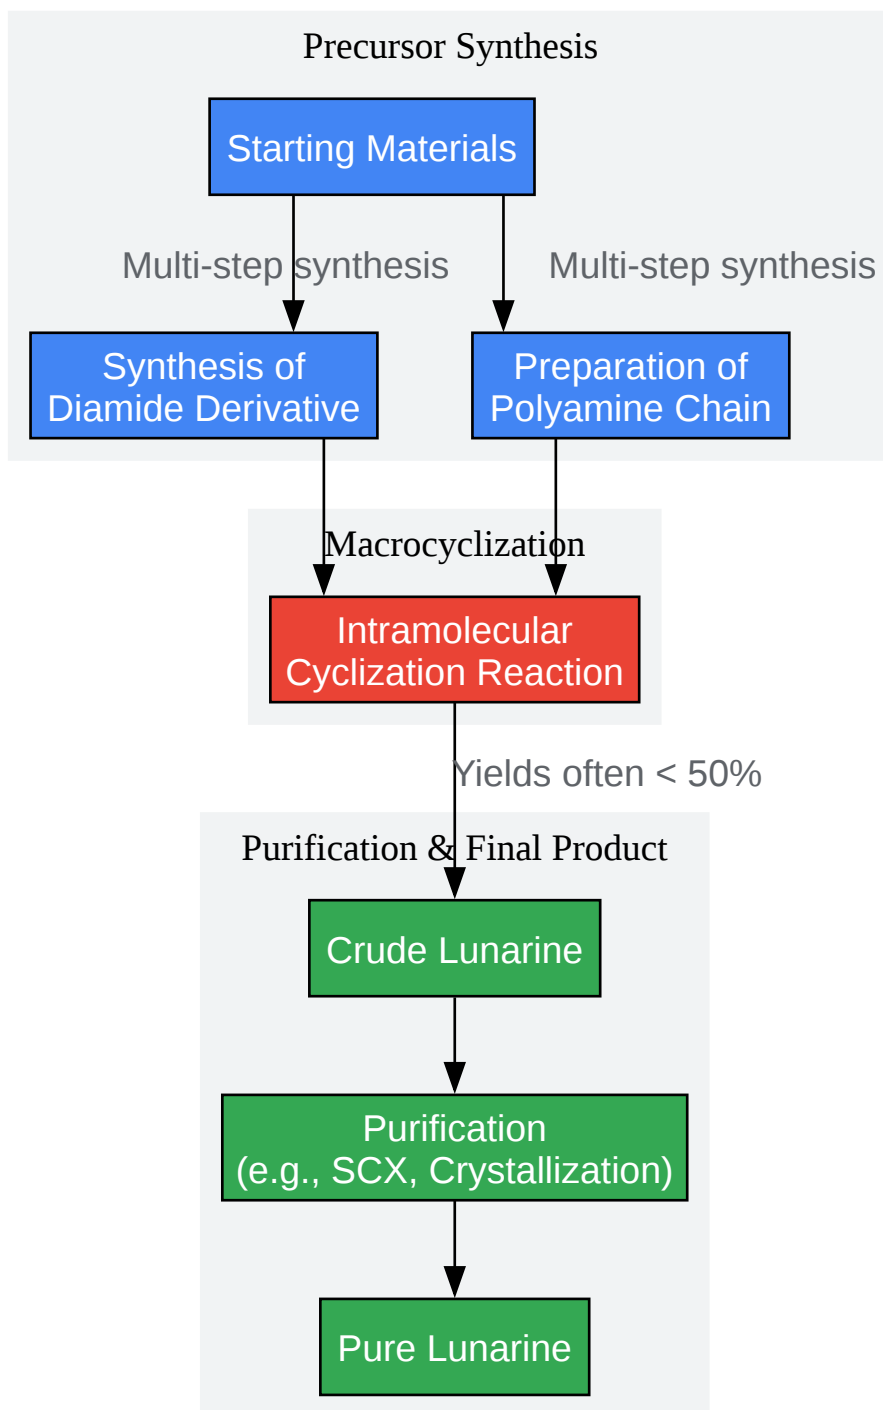 Precursor Synthesis
Starting Materials
Multi-step synthesis
Multi-step synthesis
Synthesis of
Diamide Derivative
Preparation of
Polyamine Chain
Macrocyclization
Intramolecular
Cyclization Reaction
Yields often < 50%
Purification & Final Product
Crude Lunarine
Purification
(e.g., SCX, Crystallization)
Pure Lunarine